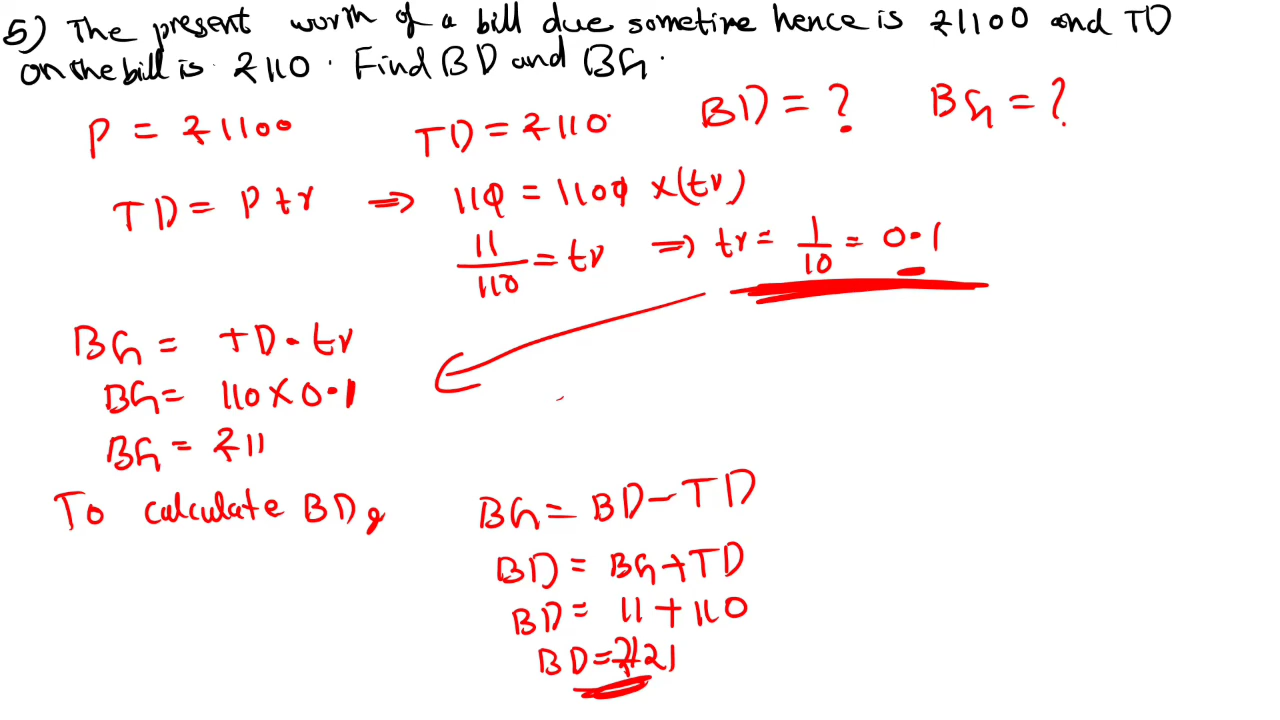 5) The present worth of a bill due sometime hence is ₹1100 and TD
on the bill is ₹110. Find BD and BG.
P = ₹1100 TD = ₹110 BD = ? BG = ?
TD = Ptr ⇒ 110 = 1100 × (tr)
11/110 = tr ⇒ tr = 1/10 = 0.1
BG = TD · tr
BG = 110 × 0.1
BG = ₹11
To calculate BD, BG = BD - TD
BD = BG + TD
BD = 11 + 110
BD = ₹121